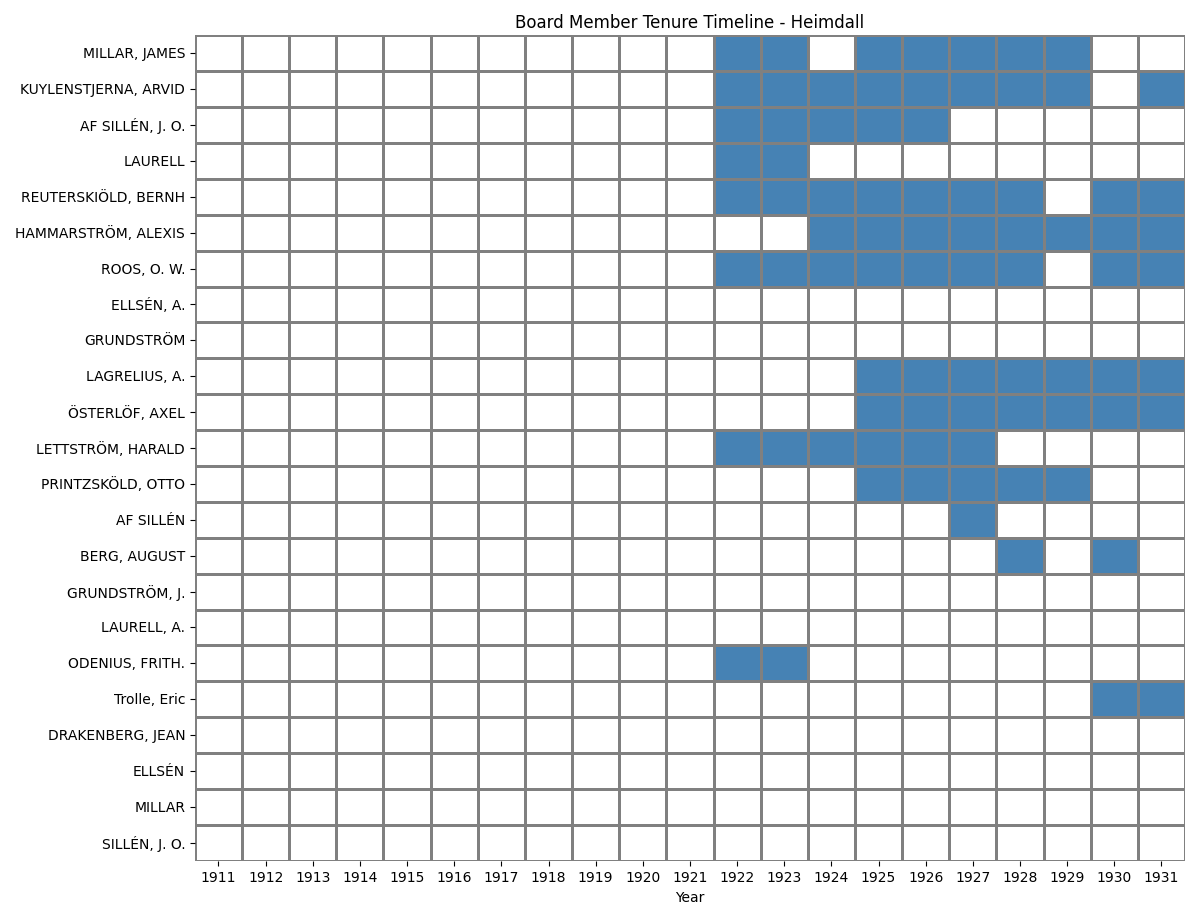 Board Member Tenure Timeline - Heimdall
MILLAR, JAMES
KUYLENSTJERNA, ARVID
AF SILLÉN, J. O.
LAURELL
REUTERSKIÖLD, BERNH
HAMMARSTRÖM, ALEXIS
ROOS, O. W.
ELLSÉN, A.
GRUNDSTRÖM
LAGRELIUS, A.
ÖSTERLÖF, AXEL
LETTSTRÖM, HARALD
PRINTZSKÖLD, OTTO
AF SILLÉN
BERG, AUGUST
GRUNDSTRÖM, J.
LAURELL, A.
ODENIUS, FRITH.
Trolle, Eric
DRAKENBERG, JEAN
ELLSÉN
MILLAR
SILLÉN, J. O.
1911 1912 1913 1914 1915 1916 1917 1918 1919 1920 1921 1922 1923 1924 1925 1926 1927 1928 1929 1930 1931
Year